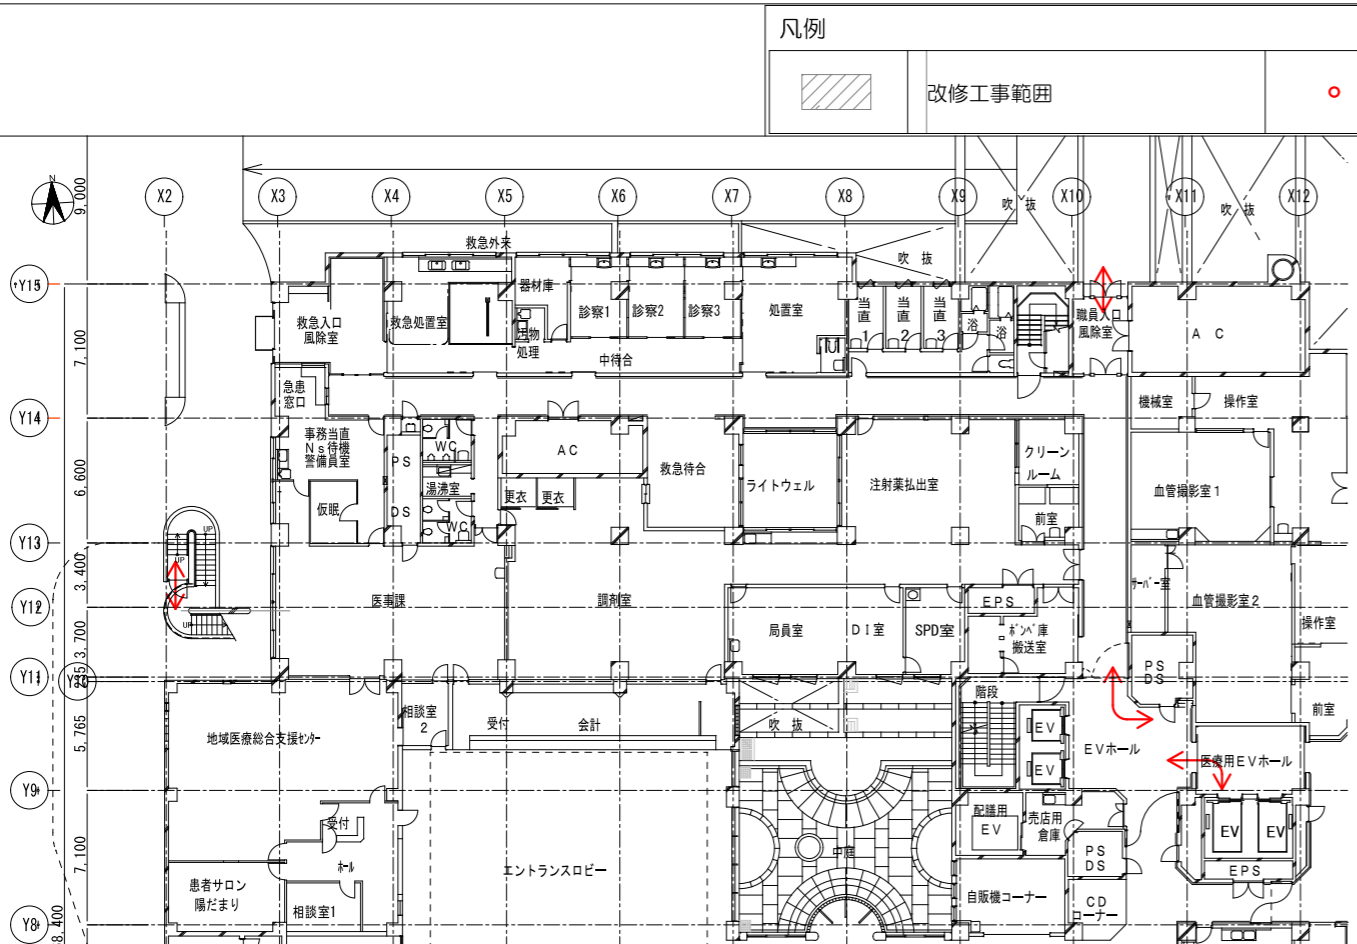 凡例
改修工事範囲
N
9,000
X2
X3
X4
X5
X6
X7
X8
X9
X10
X11
X12
吹 抜
吹 抜
救急外来
吹 抜
Y15
器材庫
救急入口
風除室
救急処置室
診察1
診察2
診察3
処置室
当直1
当直2
当直3
浴
浴
職員入口
風除室
A C
汚物
処理
中待合
7,100
急患
窓口
機械室
操作室
Y14
事務当直
Ns待機
警備員室
PS
WC
AC
救急待合
クリーン
ルーム
6,600
湯沸室
更衣
更衣
ライトウェル
注射薬払出室
血管撮影室1
仮眠
DS
WC
前室
UP
Y13
UP
3,400
サーバー室
医事課
調剤室
EPS
血管撮影室2
Y12
UP
局員室
DI室
SPD室
ボンベ庫
搬送室
操作室
3,700
PS
DS
Y11
階段
相談室
2
受付
会計
吹 抜
EV
前室
5,765
地域医療総合支援センター
EVホール
医療用EVホール
EV
Y9
配膳用
EV
売店用
倉庫
受付
EV
EV
7,100
中庭
PS
DS
ホール
エントランスロビー
EPS
患者サロン
陽だまり
自販機コーナー
CD
コーナー
相談室1
Y8
8,400